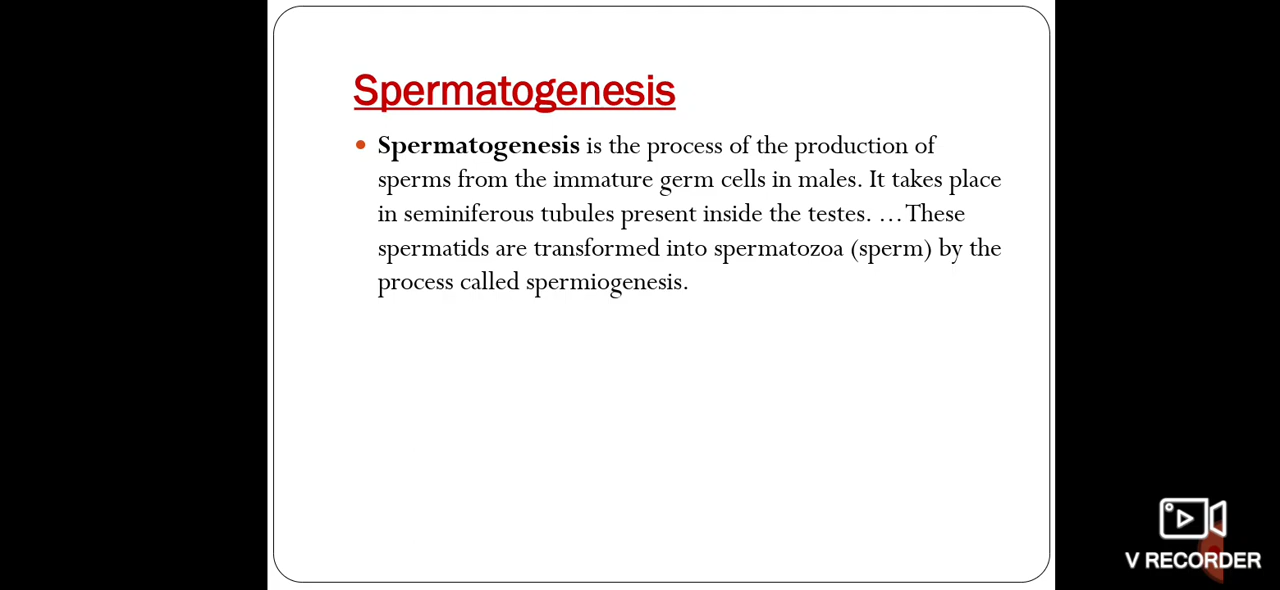 Spermatogenesis
• Spermatogenesis is the process of the production of
sperms from the immature germ cells in males. It takes place
in seminiferous tubules present inside the testes. …These
spermatids are transformed into spermatozoa (sperm) by the
process called spermiogenesis.
V RECORDER